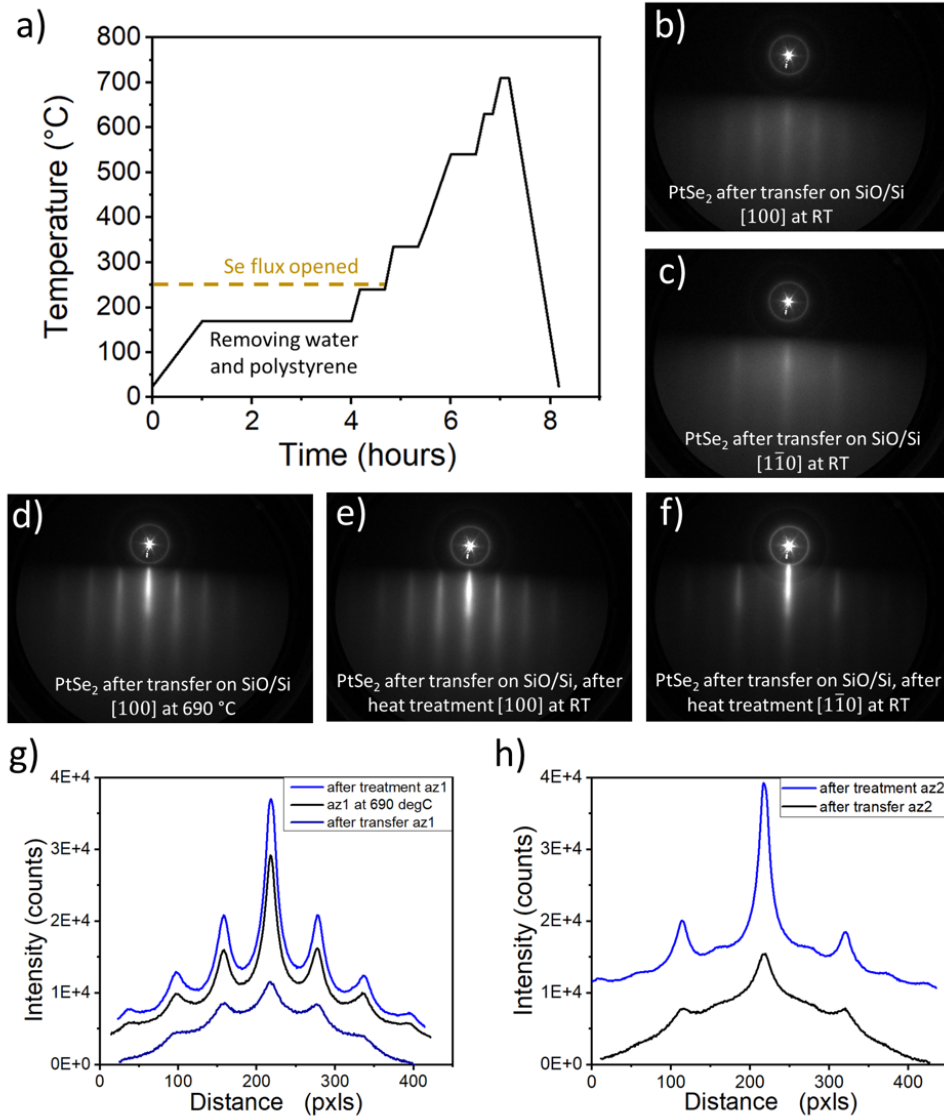 a)
800
700
600
500
400
300
200
100
0
Temperature (°C)
Se flux opened
Removing water
and polystyrene
0 2 4 6 8
Time (hours)
b)
PtSe₂ after transfer on SiO/Si
[100] at RT
c)
PtSe₂ after transfer on SiO/Si
[11̅0] at RT
d)
PtSe₂ after transfer on SiO/Si
[100] at 690 °C
e)
PtSe₂ after transfer on SiO/Si, after
heat treatment [100] at RT
f)
PtSe₂ after transfer on SiO/Si, after
heat treatment [11̅0] at RT
g)
4E+4
3E+4
2E+4
1E+4
0E+0
Intensity (counts)
after treatment az1
az1 at 690 degC
after transfer az1
0 100 200 300 400
Distance (pxls)
h)
4E+4
3E+4
2E+4
1E+4
0E+0
Intensity (counts)
after treatment az2
after transfer az2
0 100 200 300 400
Distance (pxls)